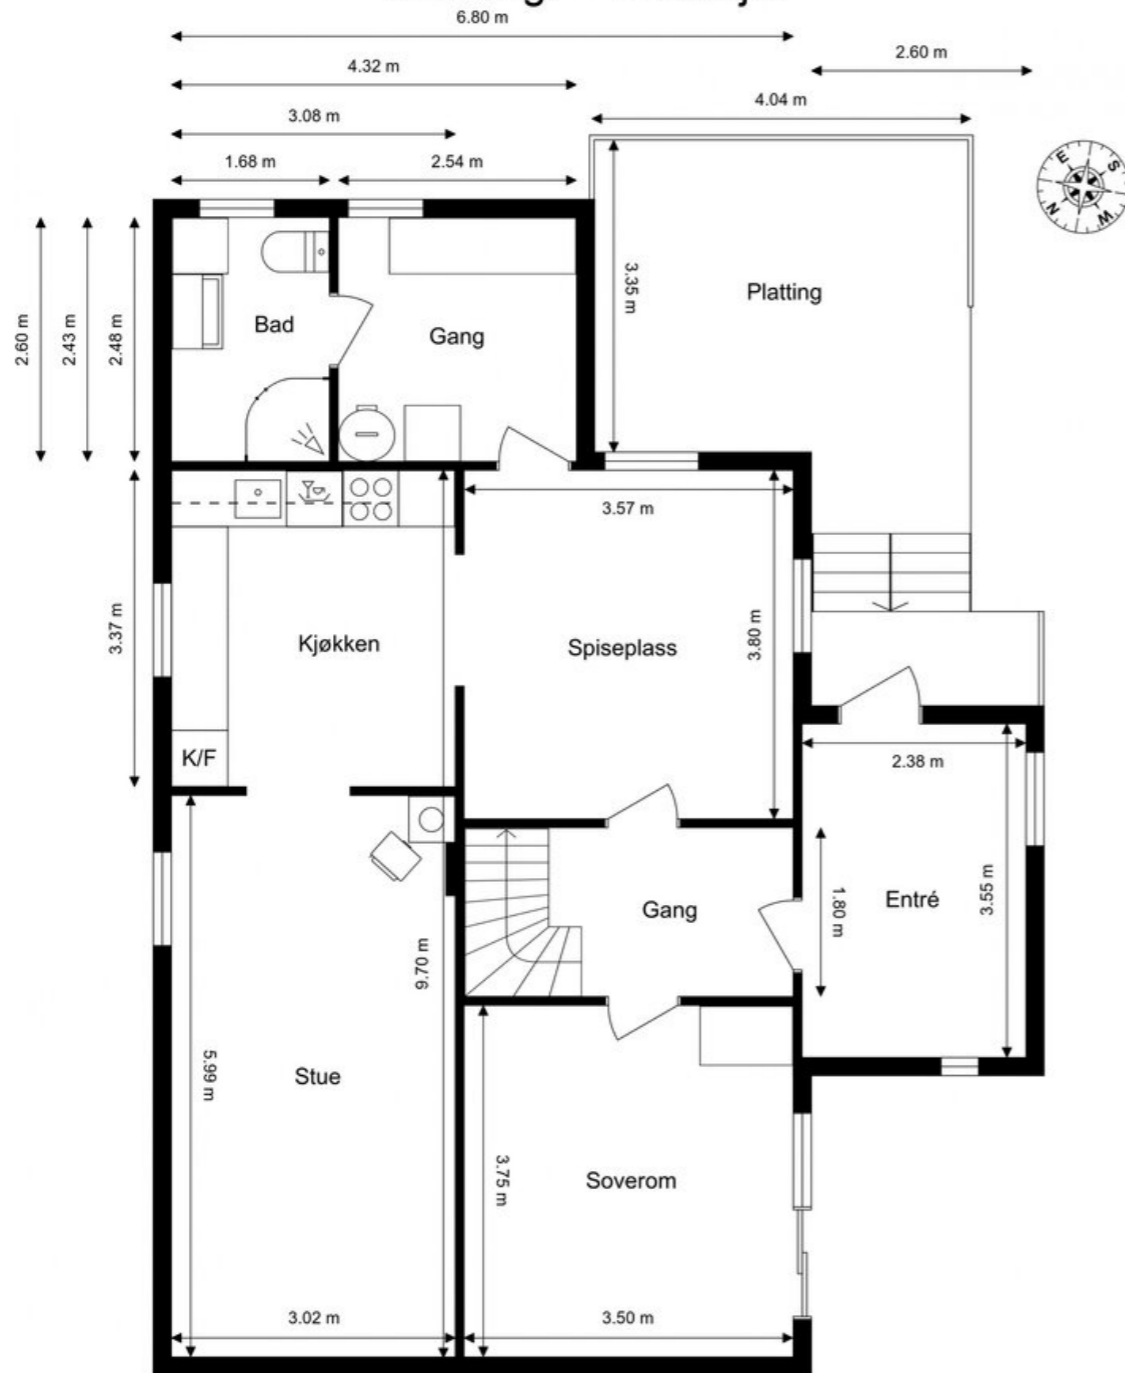 6.80 m
2.60 m
4.32 m
4.04 m
3.08 m
1.68 m
2.54 m
E
S
N
W
2.60 m
2.43 m
2.48 m
3.35 m
Platting
Bad
Gang
3.57 m
3.37 m
Kjøkken
Spiseplass
3.80 m
K/F
2.38 m
Gang
1.80 m
Entré
3.55 m
9.70 m
5.99 m
Stue
3.75 m
Soverom
3.02 m
3.50 m